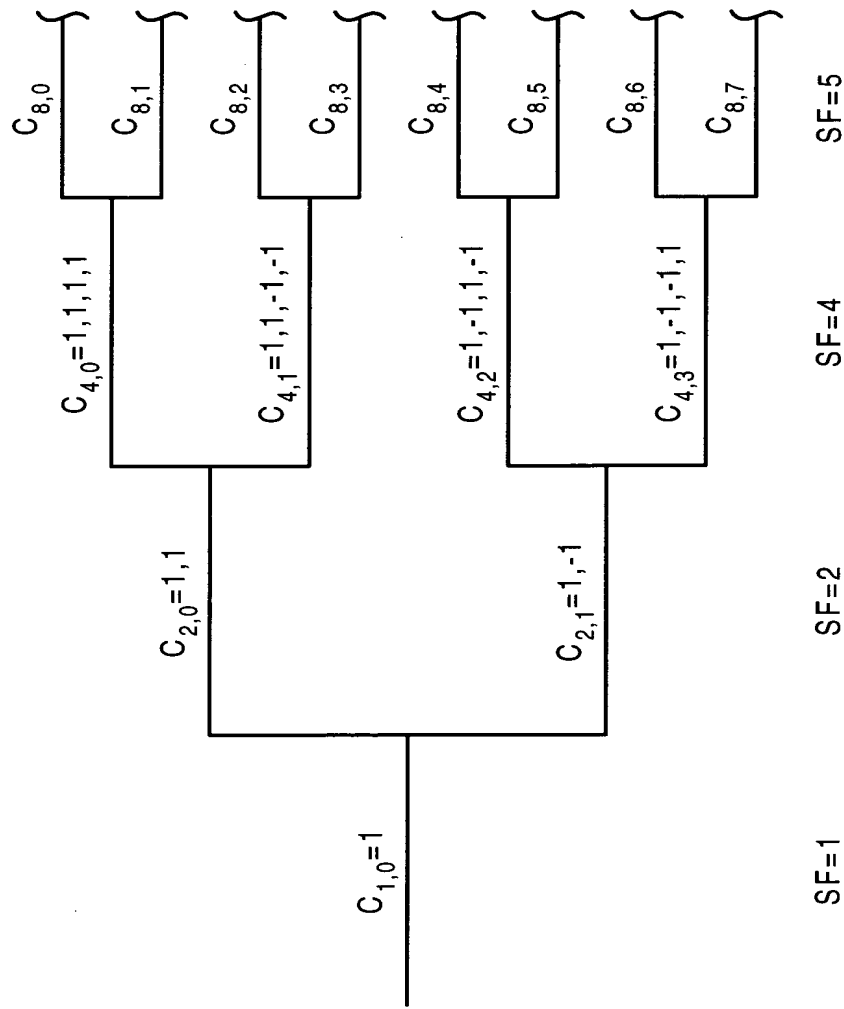 C1,0=1
C2,0=1,1
C2,1=1,-1
C4,0=1,1,1,1
C4,1=1,1,-1,-1
C4,2=1,-1,1,-1
C4,3=1,-1,-1,1
C8,0
C8,1
C8,2
C8,3
C8,4
C8,5
C8,6
C8,7
SF=1
SF=2
SF=4
SF=5